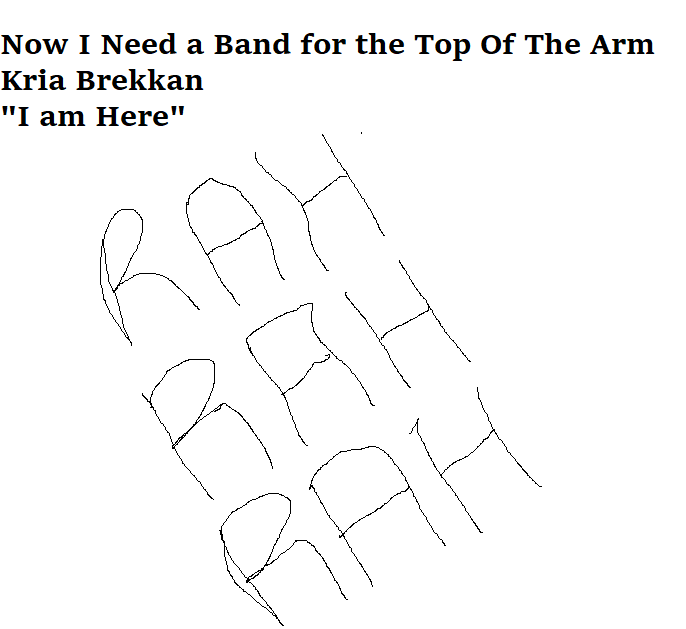 Now I Need a Band for the Top Of The Arm
Kria Brekkan
"I am Here"
RAH
RAH
RAH